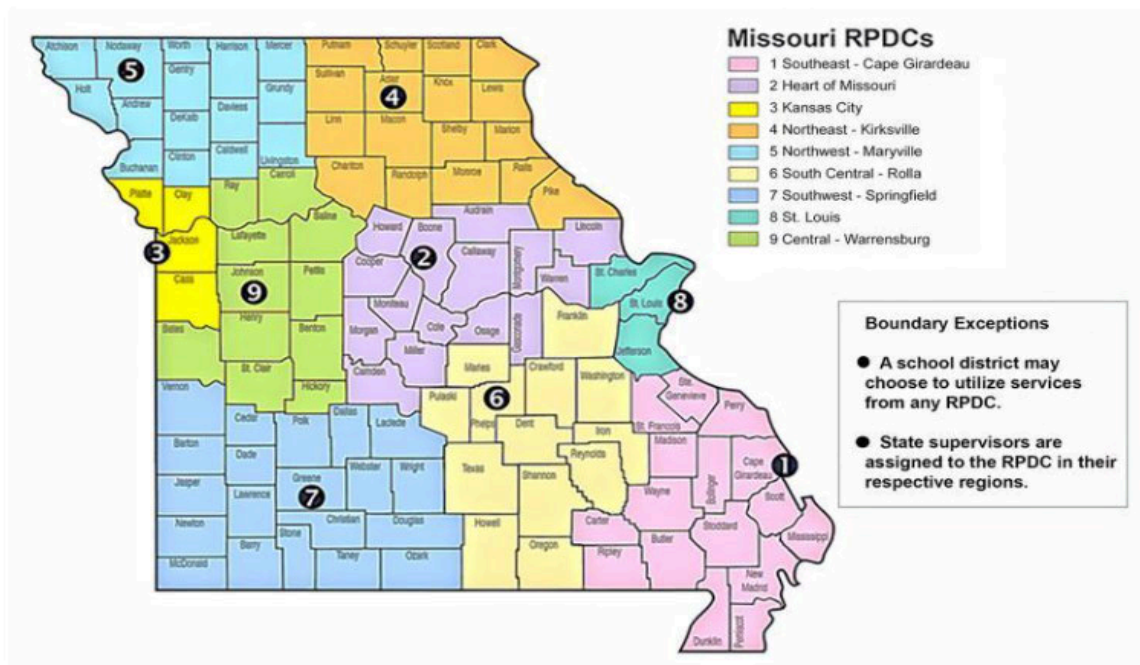 Missouri RPDCs
1 Southeast - Cape Girardeau
2 Heart of Missouri
3 Kansas City
4 Northeast - Kirksville
5 Northwest - Maryville
6 South Central - Rolla
7 Southwest - Springfield
8 St. Louis
9 Central - Warrensburg
Boundary Exceptions
● A school district may
choose to utilize services
from any RPDC.
● State supervisors are
assigned to the RPDC in their
respective regions.
Atchison
Nodaway
Worth
Harrison
Mercer
Putnam
Schuyler
Scotland
Clark
5
Gentry
Sullivan
Adair
4
Knox
Lewis
Holt
Andrew
DeKalb
Daviess
Grundy
Linn
Macon
Shelby
Marion
Buchanan
Clinton
Caldwell
Livingston
Chariton
Randolph
Monroe
Ralls
Pike
Platte
Clay
Ray
Carroll
Saline
Howard
Boone
Audrain
Lincoln
3
Jackson
Lafayette
Cooper
2
Callaway
Montgomery
Warren
St. Charles
Cass
Johnson
9
Pettis
Moniteau
St. Louis
8
Bates
Henry
Benton
Morgan
Cole
Osage
Gasconade
Franklin
Jefferson
Miller
St. Clair
Hickory
Camden
Maries
Crawford
Washington
Ste.
Genevieve
Perry
Vernon
Cedar
Polk
Dallas
Laclede
Pulaski
6
Phelps
Dent
Iron
St. Francois
Madison
Cape
Girardeau
1
Barton
Dade
Greene
7
Webster
Wright
Texas
Shannon
Reynolds
Wayne
Bollinger
Scott
Jasper
Lawrence
Christian
Douglas
Howell
Carter
Butler
Stoddard
Mississippi
Newton
Barry
Stone
Taney
Ozark
Oregon
Ripley
New
Madrid
McDonald
Dunklin
Pemiscot